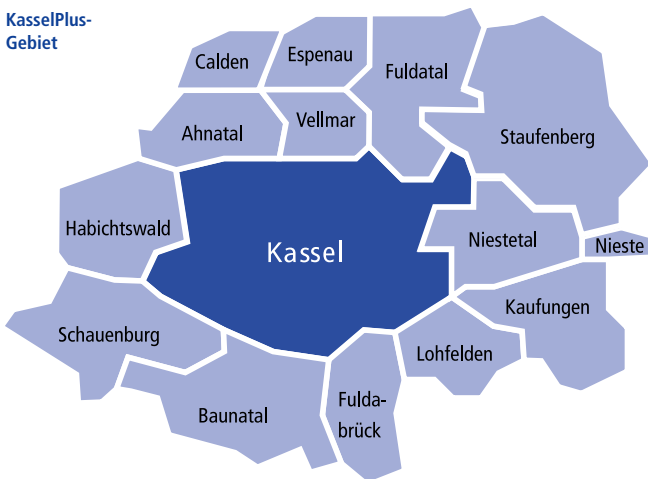 KasselPlus-
Gebiet
Calden
Espenau
Fuldatal
Ahnatal
Vellmar
Staufenberg
Habichtswald
Kassel
Niestetal
Nieste
Schauenburg
Kaufungen
Lohfelden
Baunatal
Fulda-
brück